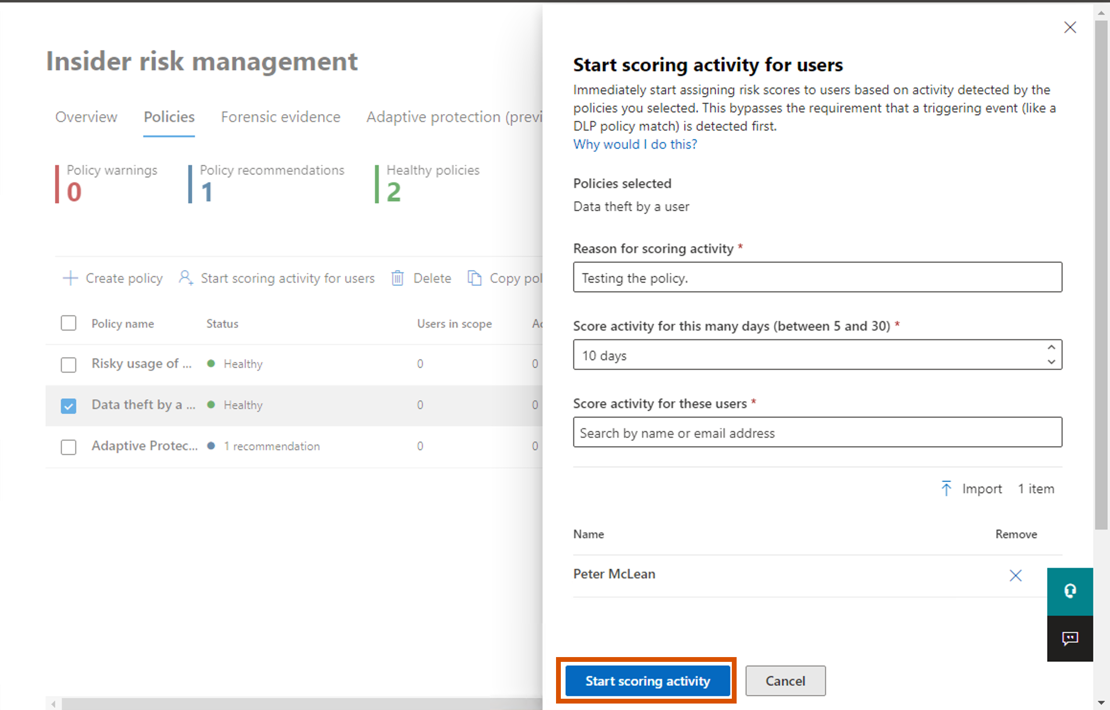 Insider risk management
Overview Policies Forensic evidence Adaptive protection (previ
Policy warnings Policy recommendations Healthy policies
0 1 2
Create policy Start scoring activity for users Delete Copy pol
Policy name Status Users in scope Ac
Risky usage of ... Healthy 0 0
Data theft by a ... Healthy 0 0
Adaptive Protec... 1 recommendation 0 0
Start scoring activity for users
Immediately start assigning risk scores to users based on activity detected by the
policies you selected. This bypasses the requirement that a triggering event (like a
DLP policy match) is detected first.
Why would I do this?
Policies selected
Data theft by a user
Reason for scoring activity *
Testing the policy.
Score activity for this many days (between 5 and 30) *
10 days
Score activity for these users *
Search by name or email address
Import 1 item
Name Remove
Peter McLean
Start scoring activity Cancel